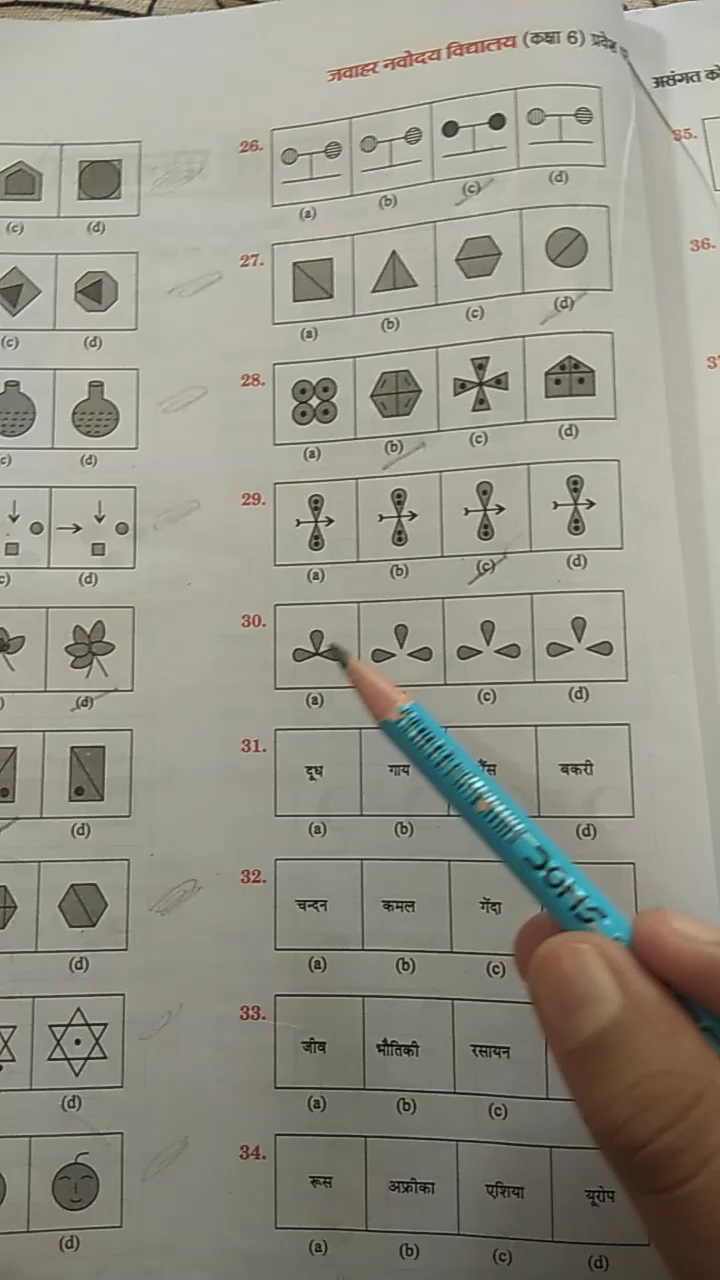 जवाहर नवोदय विद्यालय (कक्षा 6)
असंगत को
26.
(a) (b) (c) (d)
27.
(a) (b) (c) (d)
28.
(a) (b) (c) (d)
29.
(a) (b) (c) (d)
30.
(a) (c) (d)
31.
दूध गाय बकरी
(a) (b) (d)
32.
चन्दन कमल गेंदा
(a) (b) (c)
33.
जीव भौतिकी रसायन
(a) (b) (c)
34.
रूस अफ्रीका एशिया यूरोप
(a) (b) (c) (d)
(c) (d)
(c) (d)
(d)
(d)
(d)
(d)
(d)
(d)
(d)
35.
36.